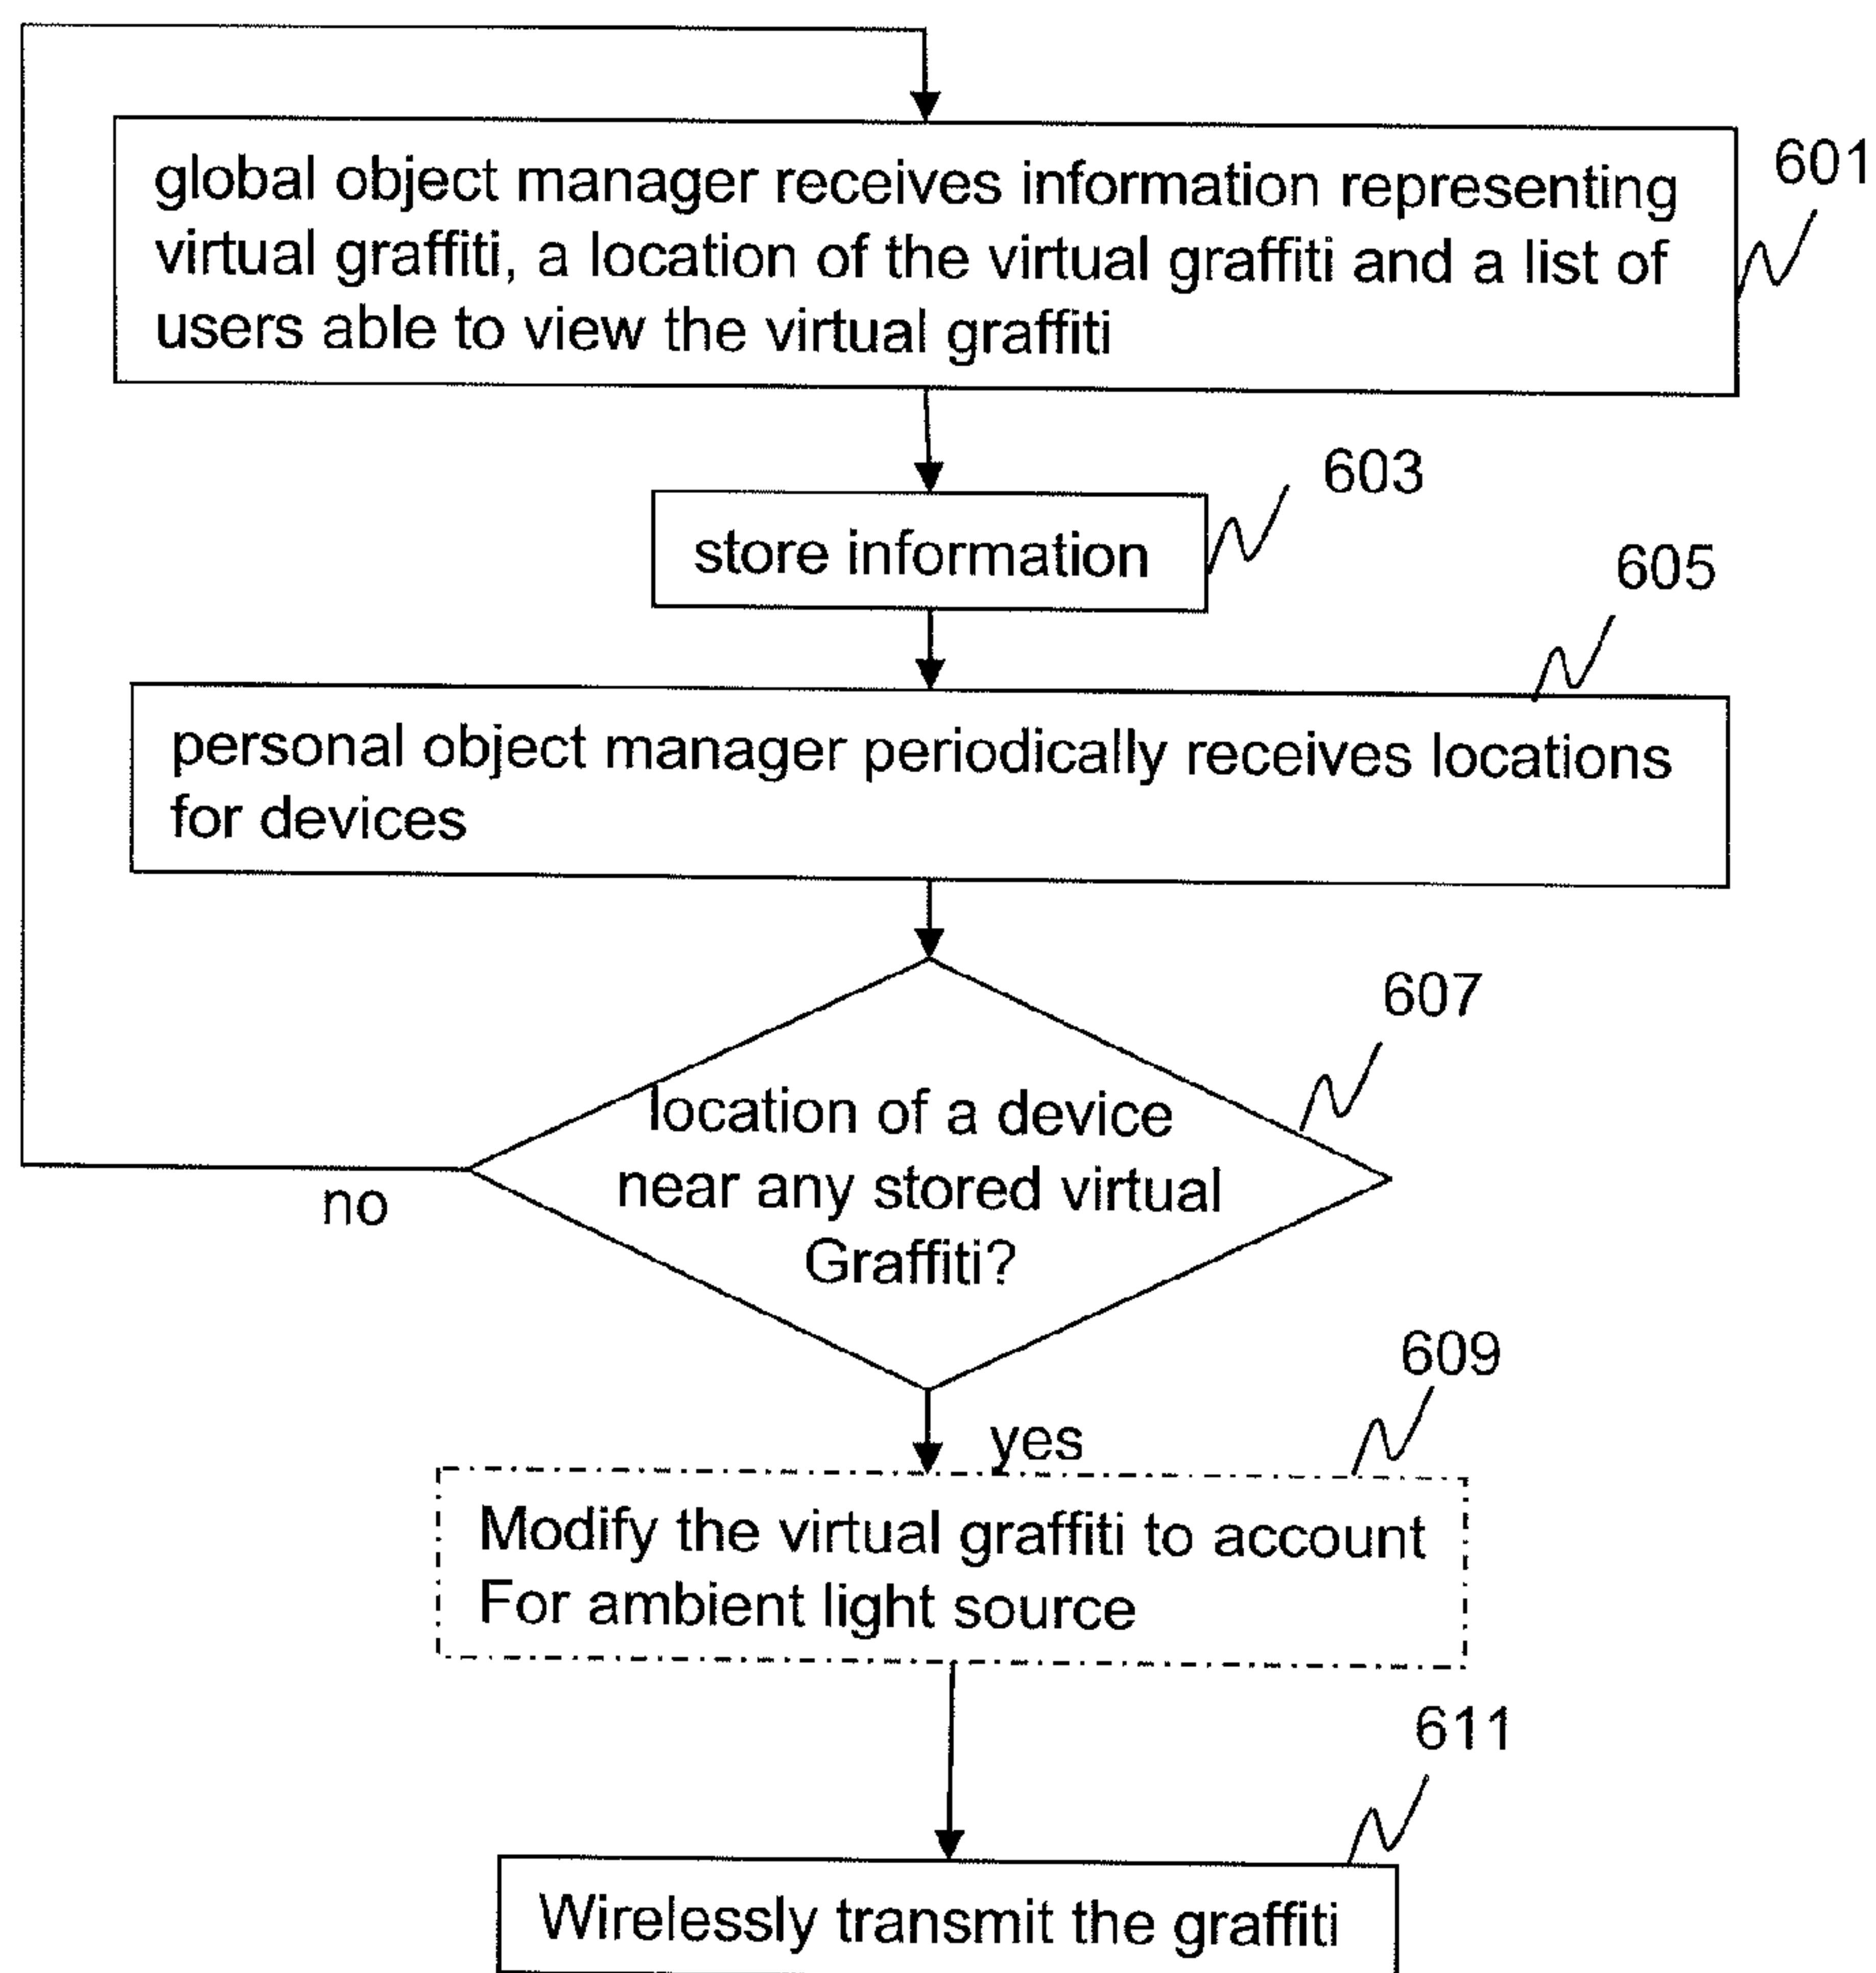 global object manager receives information representing
virtual graffiti, a location of the virtual graffiti and a list of
users able to view the virtual graffiti
601
store information
603
605
personal object manager periodically receives locations
for devices
607
location of a device
near any stored virtual
Graffiti?
no
yes
609
Modify the virtual graffiti to account
For ambient light source
611
Wirelessly transmit the graffiti